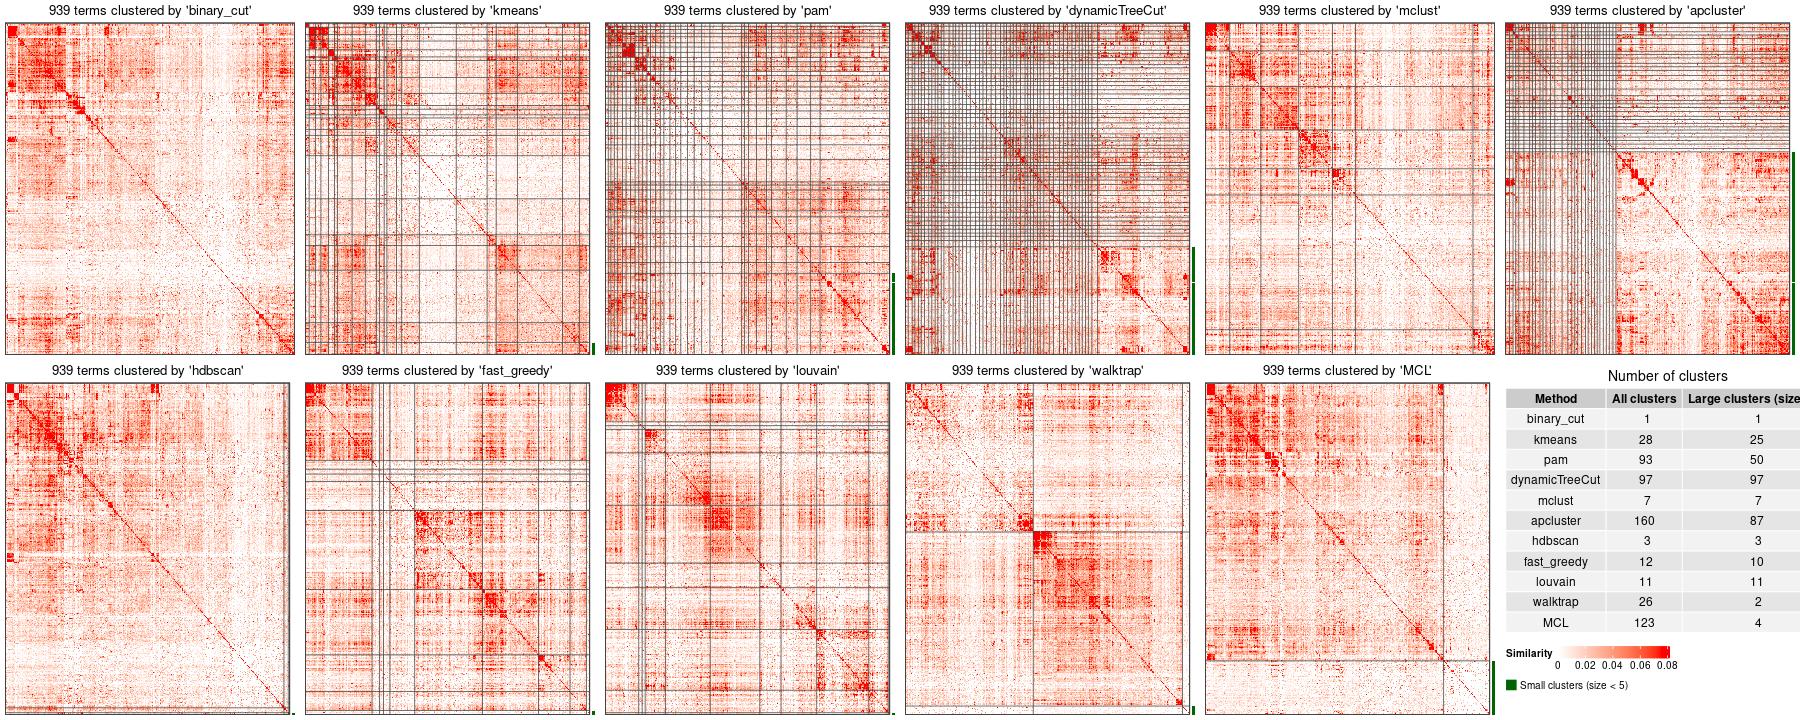 939 terms clustered by 'binary_cut'
939 terms clustered by 'kmeans'
939 terms clustered by 'pam'
939 terms clustered by 'dynamicTreeCut'
939 terms clustered by 'mclust'
939 terms clustered by 'apcluster'
939 terms clustered by 'hdbscan'
939 terms clustered by 'fast_greedy'
939 terms clustered by 'louvain'
939 terms clustered by 'walktrap'
939 terms clustered by 'MCL'
Number of clusters
Method All clusters Large clusters (size
binary_cut 1 1
kmeans 28 25
pam 93 50
dynamicTreeCut 97 97
mclust 7 7
apcluster 160 87
hdbscan 3 3
fast_greedy 12 10
louvain 11 11
walktrap 26 2
MCL 123 4
Similarity
0 0.02 0.04 0.06 0.08
Small clusters (size < 5)